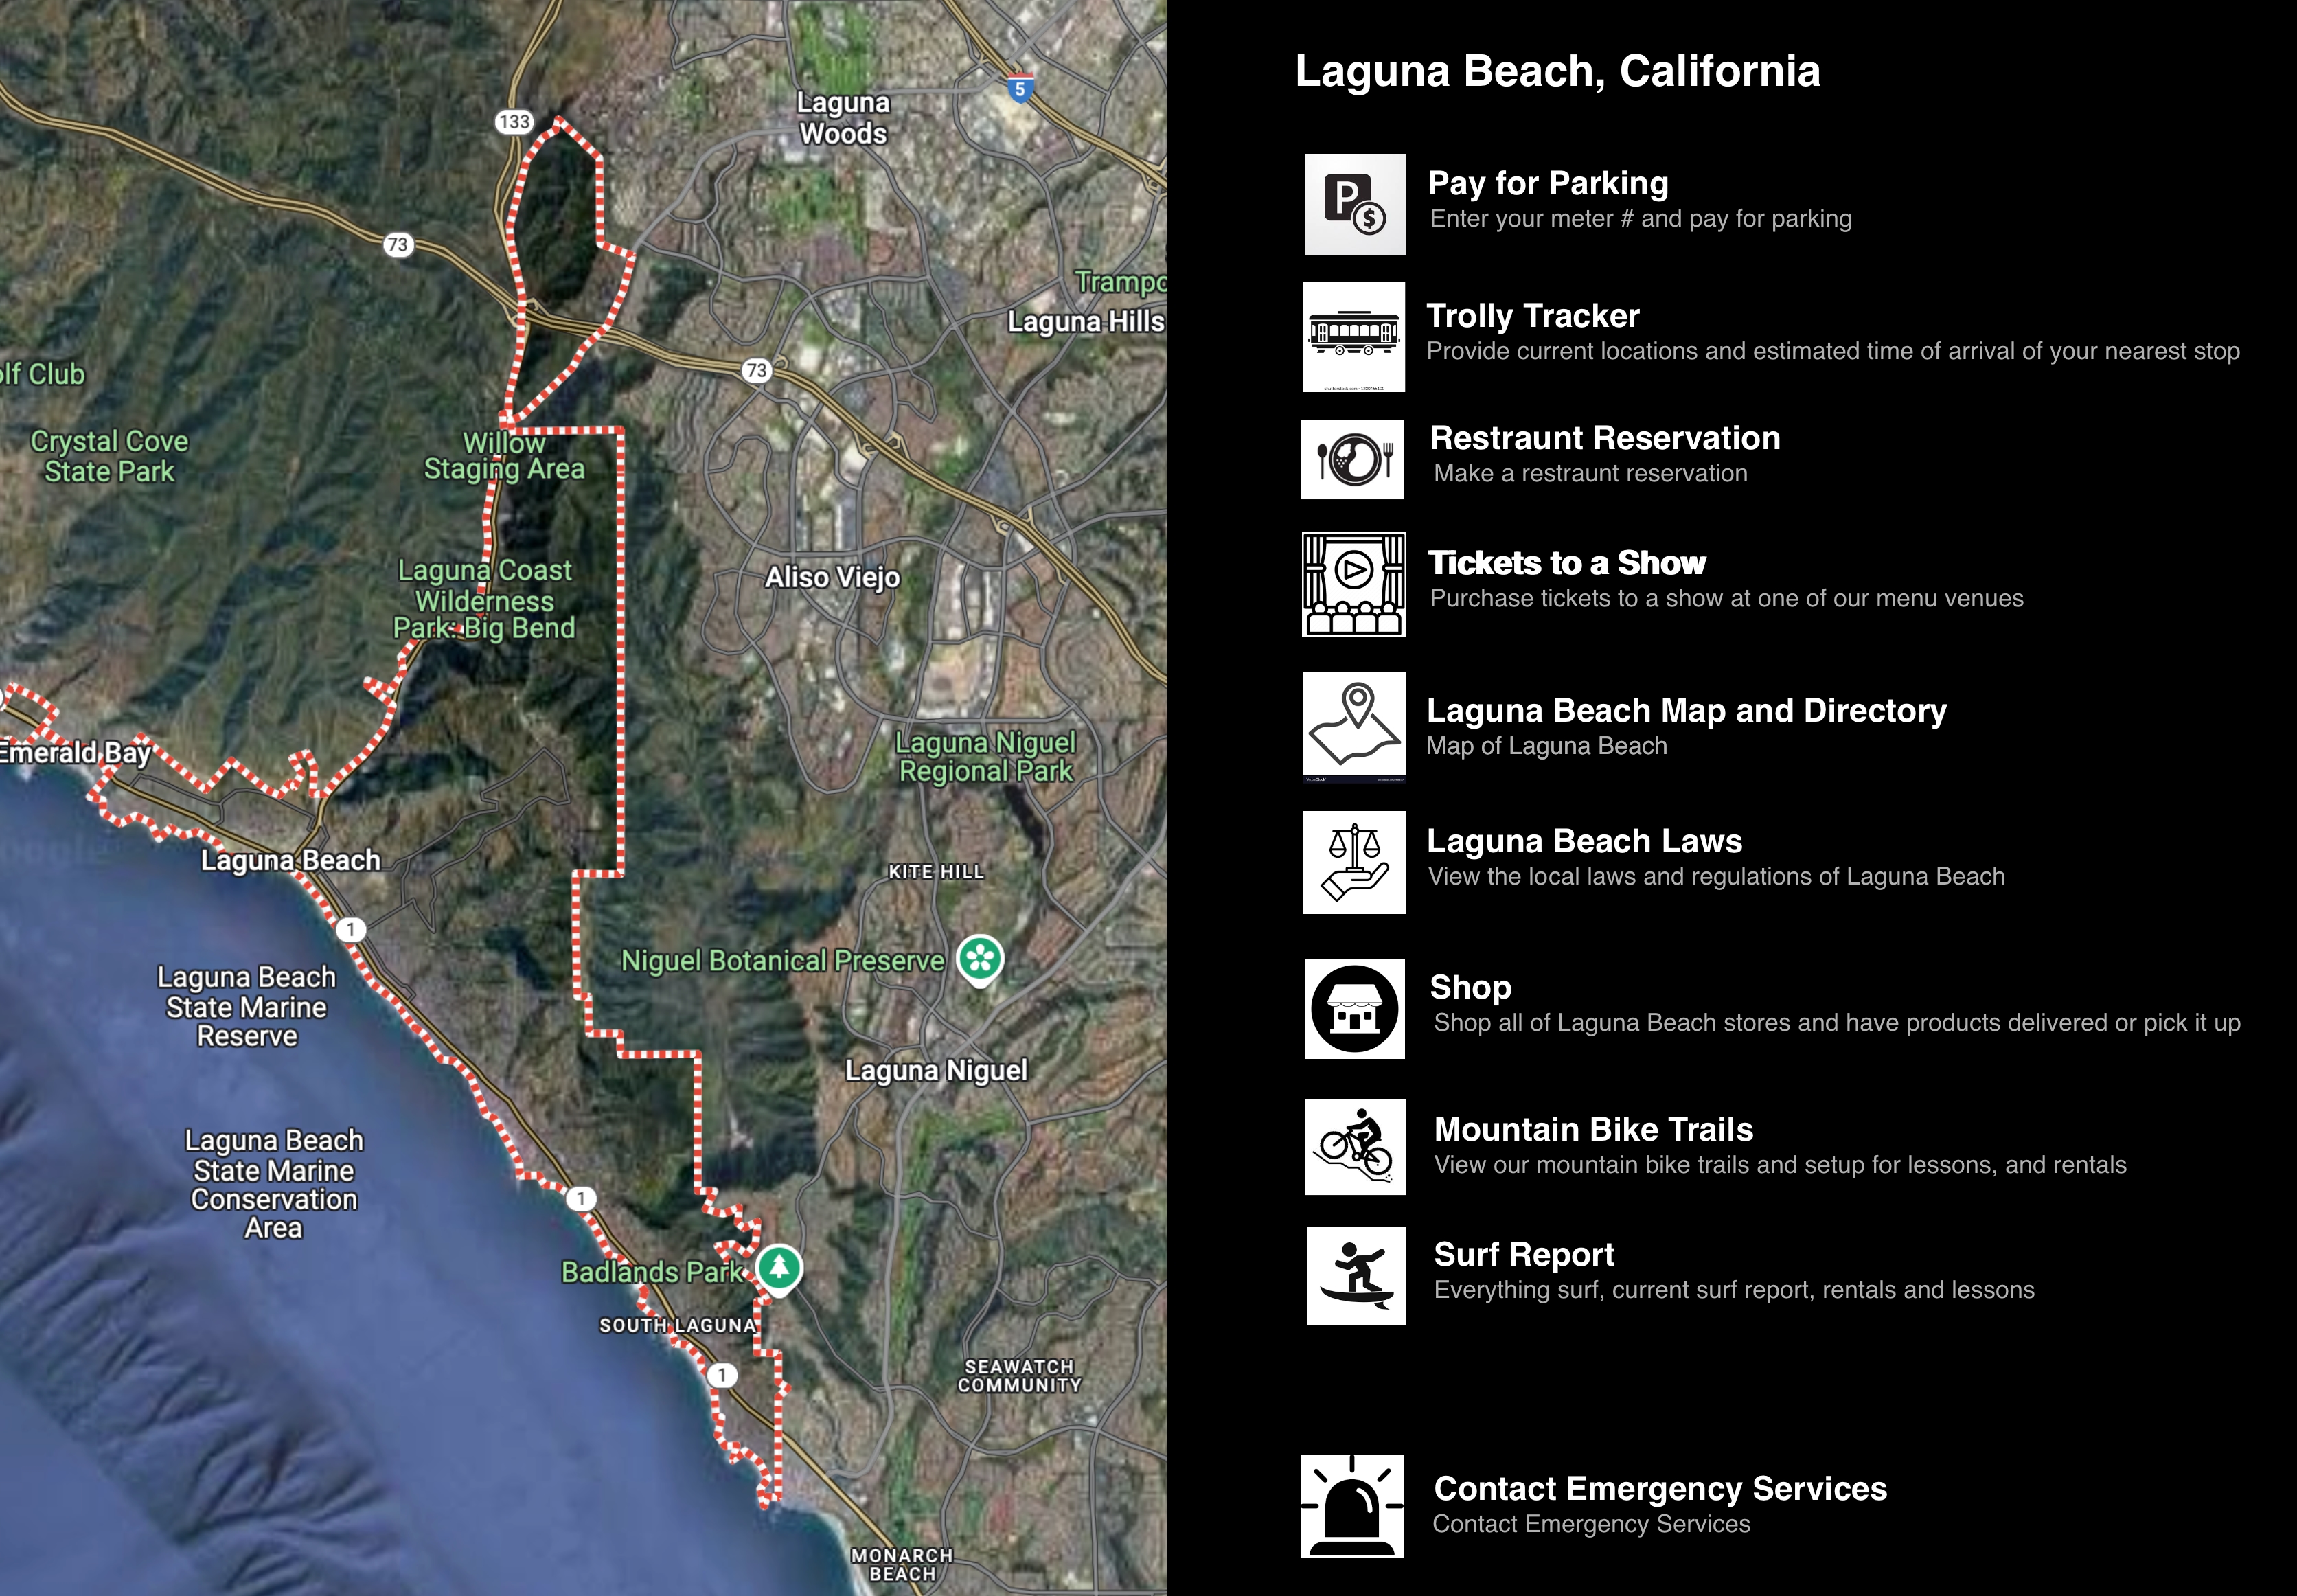 Laguna
Woods
5
133
73
Trampo
Laguna Hills
73
olf Club
Crystal Cove
State Park
Willow
Staging Area
Laguna Coast
Wilderness
Park: Big Bend
Aliso Viejo
Emerald Bay
Laguna Niguel
Regional Park
Laguna Beach
KITE HILL
1
Niguel Botanical Preserve
Laguna Beach
State Marine
Reserve
Laguna Niguel
Laguna Beach
State Marine
Conservation
Area
1
Badlands Park
SOUTH LAGUNA
1
SEAWATCH
COMMUNITY
MONARCH
BEACH
Laguna Beach, California
P
$
Pay for Parking
Enter your meter # and pay for parking
Trolly Tracker
Provide current locations and estimated time of arrival of your nearest stop
Restraunt Reservation
Make a restraunt reservation
Tickets to a Show
Purchase tickets to a show at one of our menu venues
Laguna Beach Map and Directory
Map of Laguna Beach
Laguna Beach Laws
View the local laws and regulations of Laguna Beach
Shop
Shop all of Laguna Beach stores and have products delivered or pick it up
Mountain Bike Trails
View our mountain bike trails and setup for lessons, and rentals
Surf Report
Everything surf, current surf report, rentals and lessons
Contact Emergency Services
Contact Emergency Services